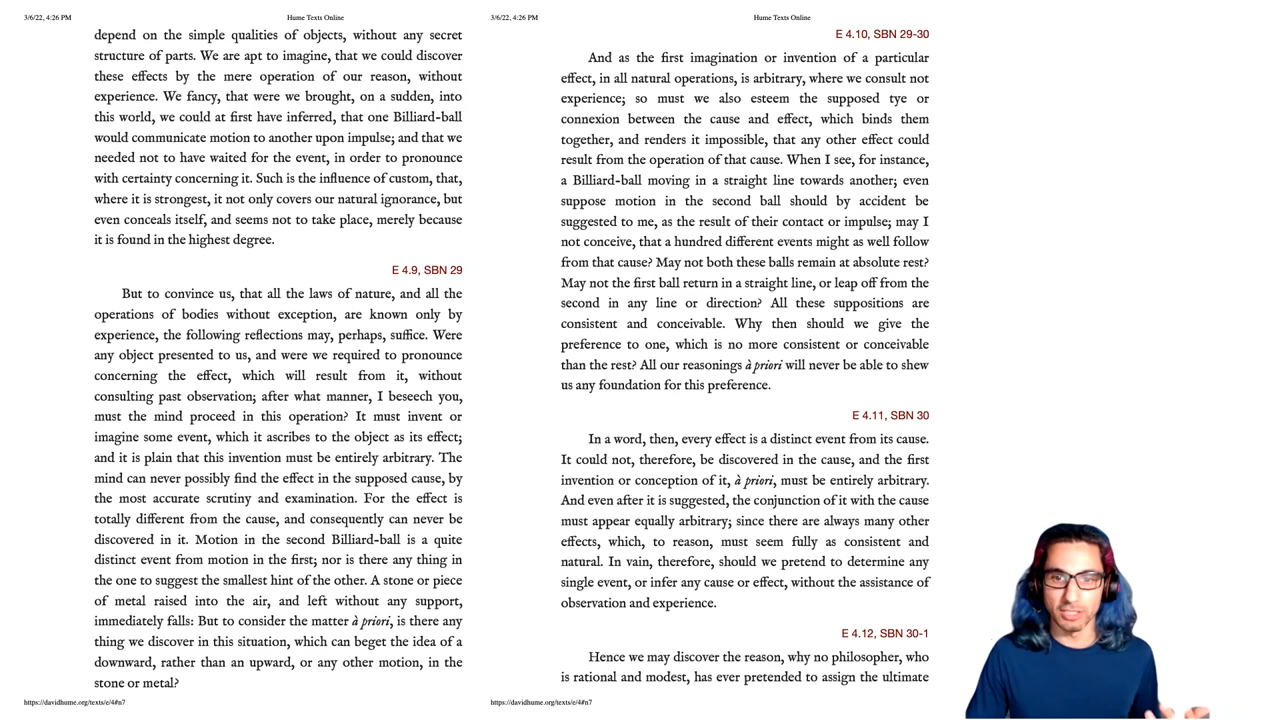 3/6/22, 4:26 PM
Hume Texts Online
depend on the simple qualities of objects, without any secret
structure of parts. We are apt to imagine, that we could discover
these effects by the mere operation of our reason, without
experience. We fancy, that were we brought, on a sudden, into
this world, we could at first have inferred, that one Billiard-ball
would communicate motion to another upon impulse; and that we
needed not to have waited for the event, in order to pronounce
with certainty concerning it. Such is the influence of custom, that,
where it is strongest, it not only covers our natural ignorance, but
even conceals itself, and seems not to take place, merely because
it is found in the highest degree.
E 4.9, SBN 29
But to convince us, that all the laws of nature, and all the
operations of bodies without exception, are known only by
experience, the following reflections may, perhaps, suffice. Were
any object presented to us, and were we required to pronounce
concerning the effect, which will result from it, without
consulting past observation; after what manner, I beseech you,
must the mind proceed in this operation? It must invent or
imagine some event, which it ascribes to the object as its effect;
and it is plain that this invention must be entirely arbitrary. The
mind can never possibly find the effect in the supposed cause, by
the most accurate scrutiny and examination. For the effect is
totally different from the cause, and consequently can never be
discovered in it. Motion in the second Billiard-ball is a quite
distinct event from motion in the first; nor is there any thing in
the one to suggest the smallest hint of the other. A stone or piece
of metal raised into the air, and left without any support,
immediately falls: But to consider the matter à priori, is there any
thing we discover in this situation, which can beget the idea of a
downward, rather than an upward, or any other motion, in the
stone or metal?
https://davidhume.org/texts/e/4#n7
3/6/22, 4:26 PM
Hume Texts Online
E 4.10, SBN 29-30
And as the first imagination or invention of a particular
effect, in all natural operations, is arbitrary, where we consult not
experience; so must we also esteem the supposed tye or
connexion between the cause and effect, which binds them
together, and renders it impossible, that any other effect could
result from the operation of that cause. When I see, for instance,
a Billiard-ball moving in a straight line towards another; even
suppose motion in the second ball should by accident be
suggested to me, as the result of their contact or impulse; may I
not conceive, that a hundred different events might as well follow
from that cause? May not both these balls remain at absolute rest?
May not the first ball return in a straight line, or leap off from the
second in any line or direction? All these suppositions are
consistent and conceivable. Why then should we give the
preference to one, which is no more consistent or conceivable
than the rest? All our reasonings à priori will never be able to shew
us any foundation for this preference.
E 4.11, SBN 30
In a word, then, every effect is a distinct event from its cause.
It could not, therefore, be discovered in the cause, and the first
invention or conception of it, à priori, must be entirely arbitrary.
And even after it is suggested, the conjunction of it with the cause
must appear equally arbitrary; since there are always many other
effects, which, to reason, must seem fully as consistent and
natural. In vain, therefore, should we pretend to determine any
single event, or infer any cause or effect, without the assistance of
observation and experience.
E 4.12, SBN 30-1
Hence we may discover the reason, why no philosopher, who
is rational and modest, has ever pretended to assign the ultimate
https://davidhume.org/texts/e/4#n7